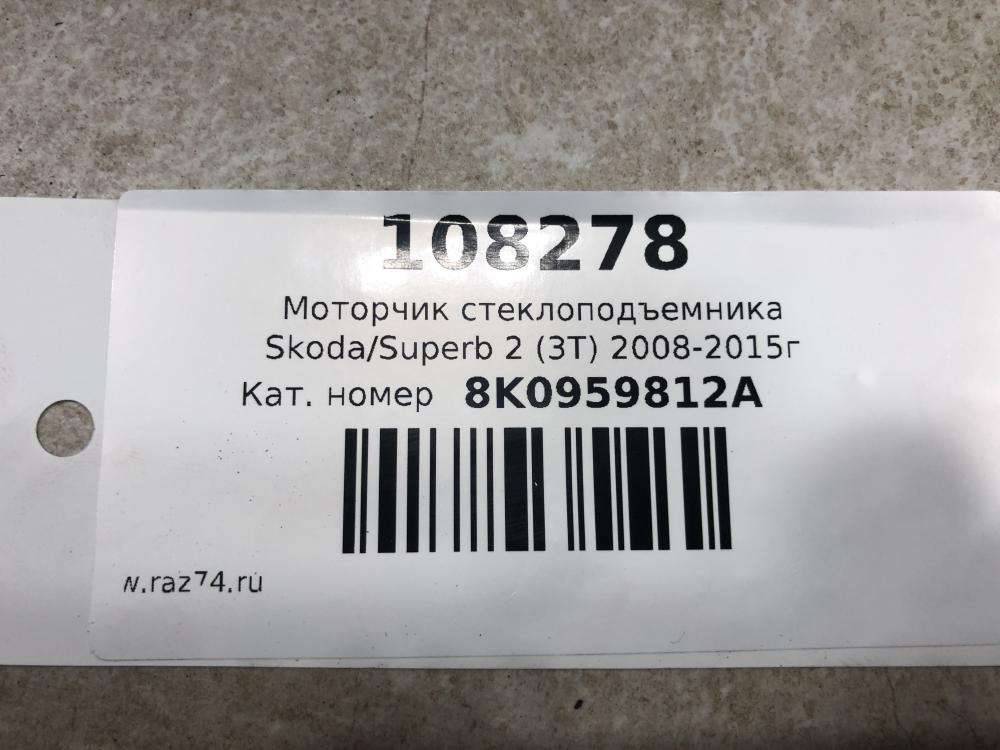 108278
Моторчик стеклоподъемника
Skoda/Superb 2 (3T) 2008-2015г
Кат. номер 8K0959812A
w.raz74.ru